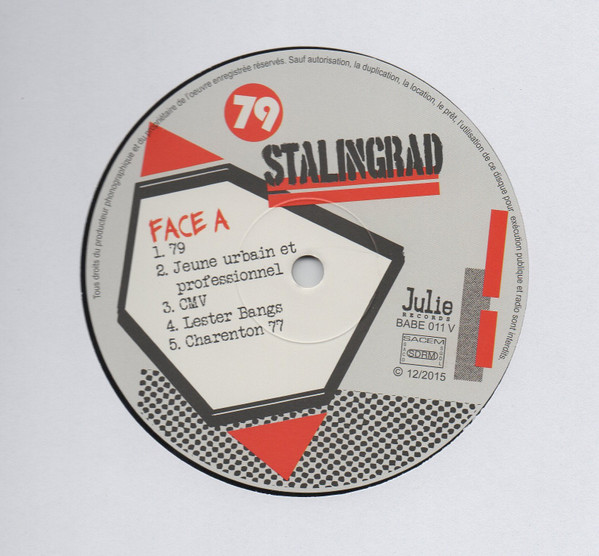 Tous droits du producteur phonographique et du propriétaire de l'oeuvre enregistrée réservés. Sauf autorisation, la duplication, la location, le prêt, l'utilisation de ce disque pour exécution publique et radio sont interdits.
79
STALINGRAD
FACE A
1. 79
2. Jeune urbain et
professionnel
3. CMV
4. Lester Bangs
5. Charenton 77
Julie
RECORDS
BABE 011 V
SACEM
SDRM
© 12/2015